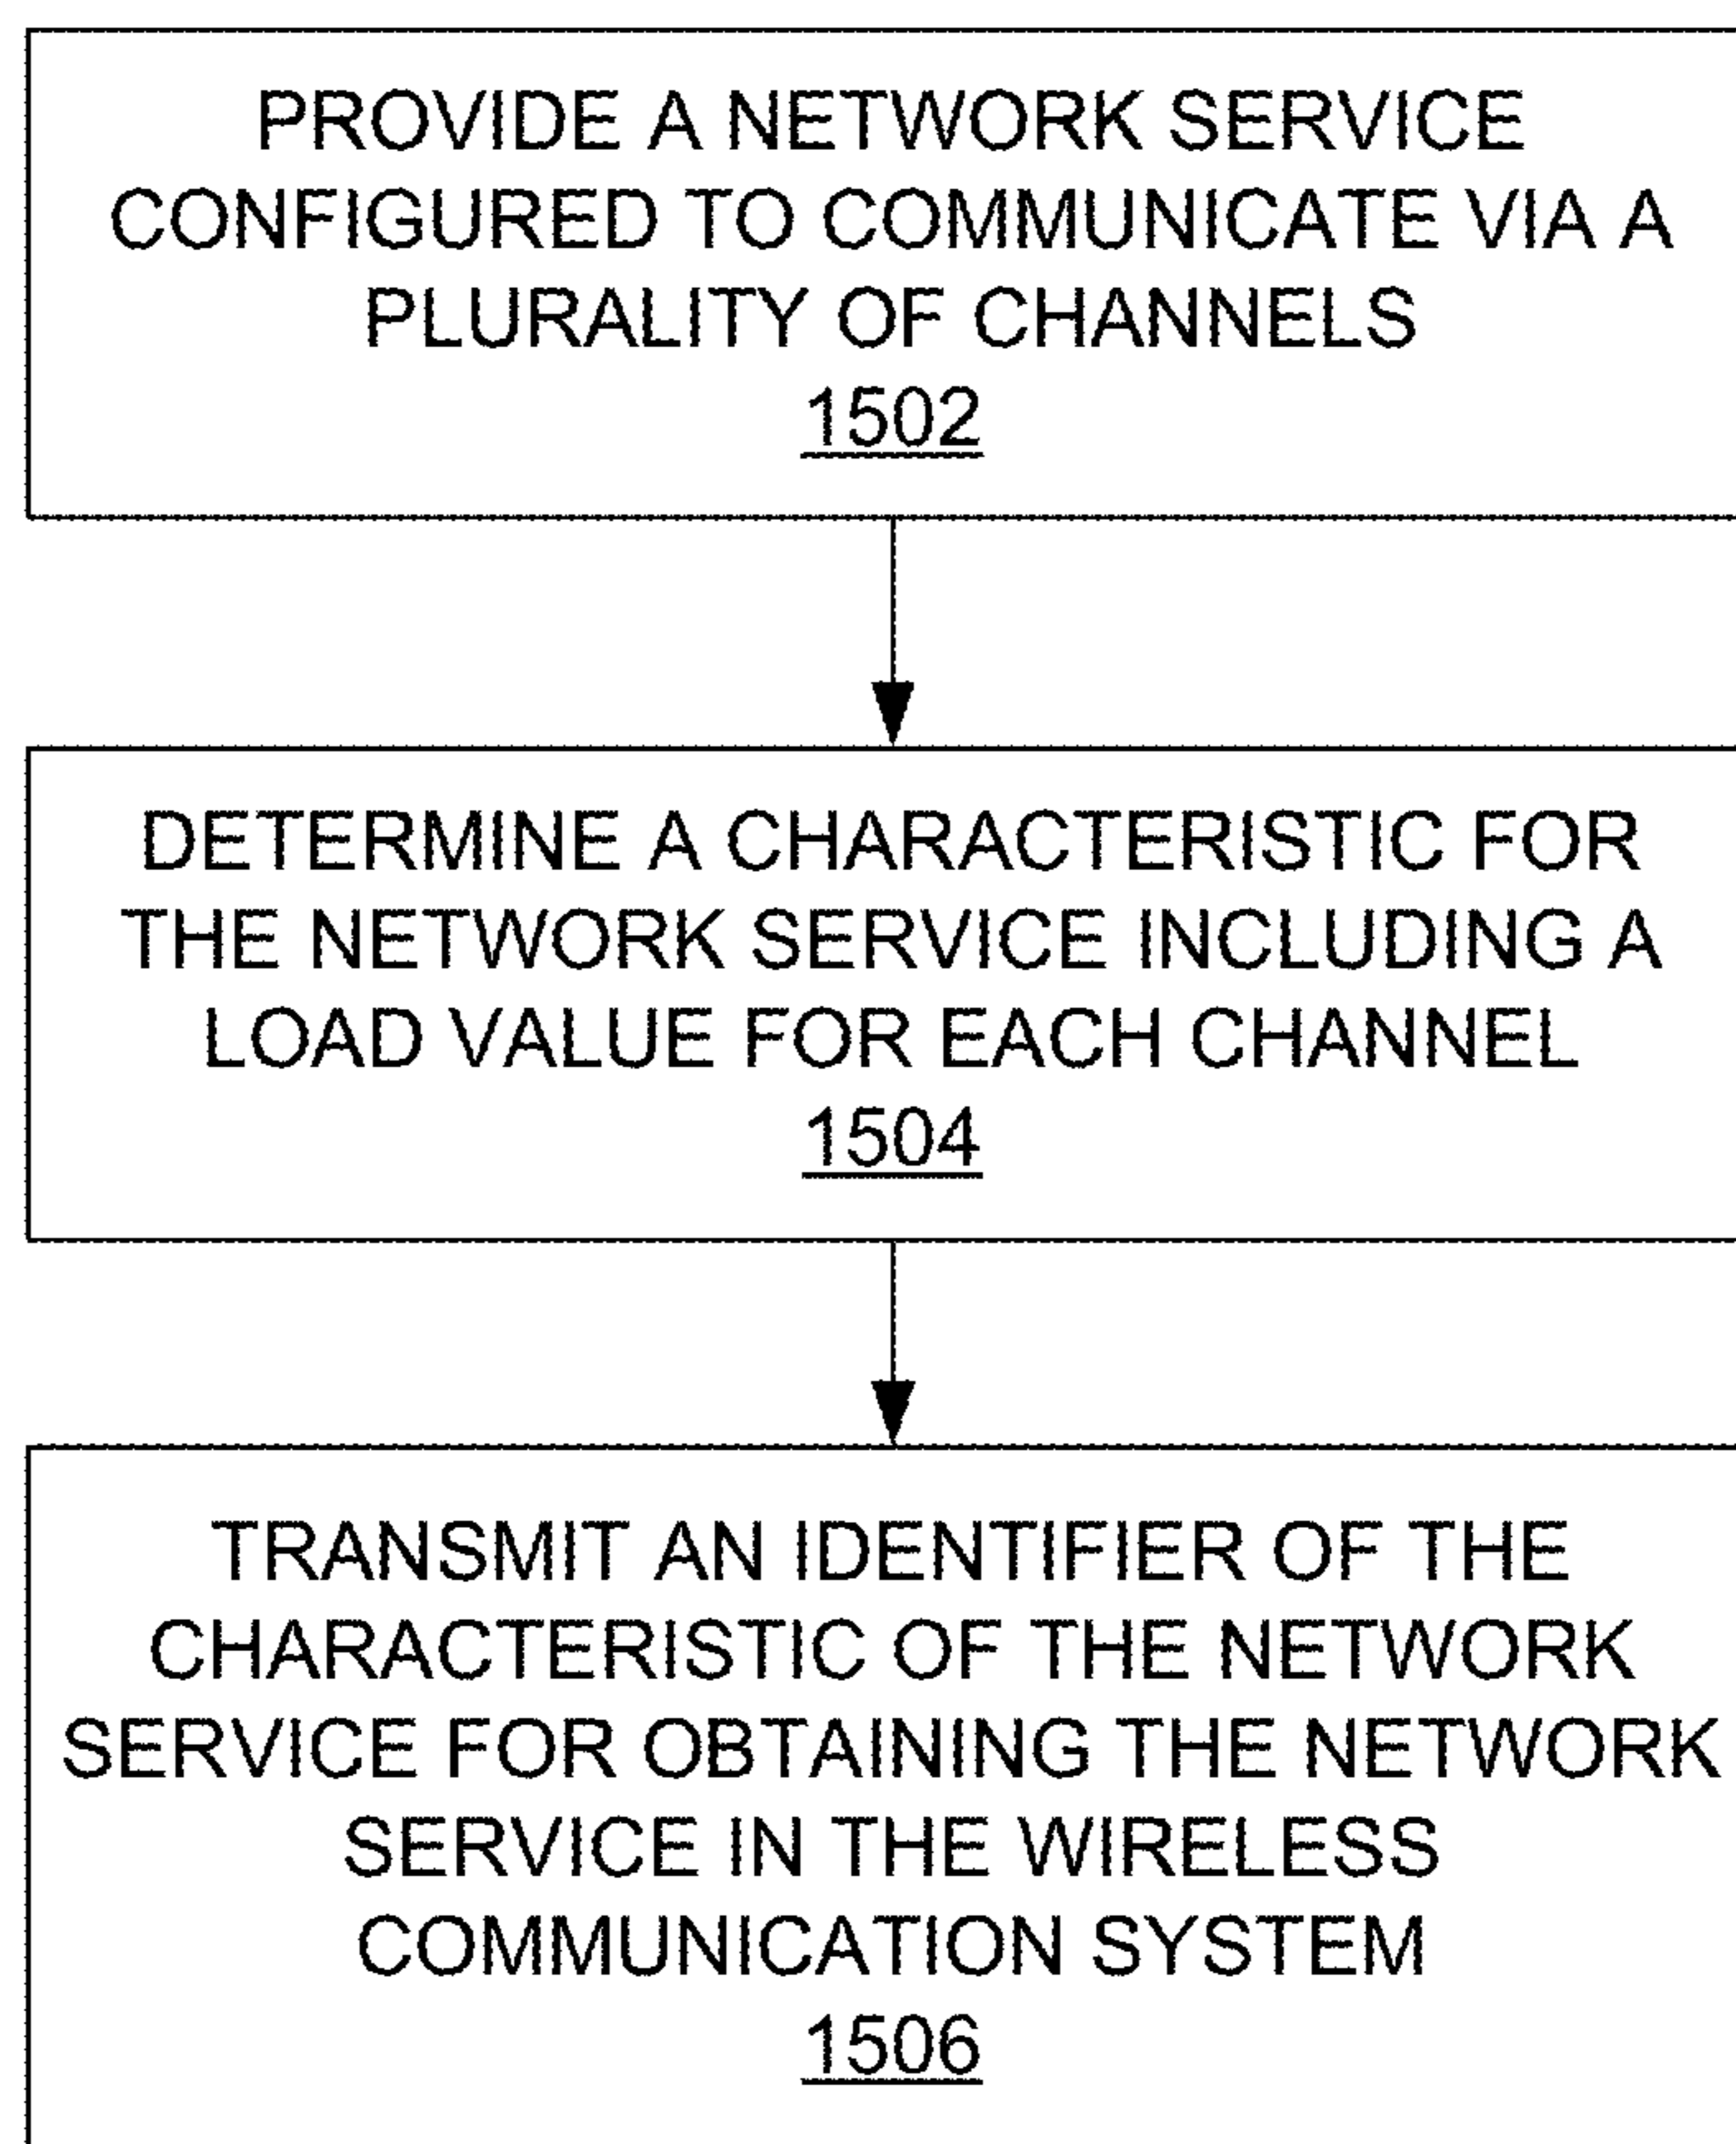 PROVIDE A NETWORK SERVICE
CONFIGURED TO COMMUNICATE VIA A
PLURALITY OF CHANNELS
1502
DETERMINE A CHARACTERISTIC FOR
THE NETWORK SERVICE INCLUDING A
LOAD VALUE FOR EACH CHANNEL
1504
TRANSMIT AN IDENTIFIER OF THE
CHARACTERISTIC OF THE NETWORK
SERVICE FOR OBTAINING THE NETWORK
SERVICE IN THE WIRELESS
COMMUNICATION SYSTEM
1506